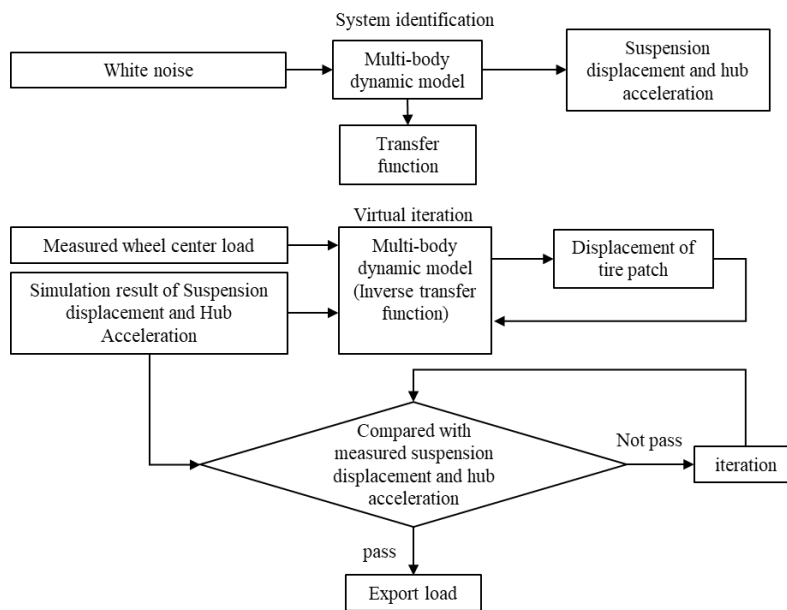 System identification
White noise
Multi-body
dynamic model
Suspension
displacement and hub
acceleration
Transfer
function
Virtual iteration
Measured wheel center load
Multi-body
dynamic model
(Inverse transfer
function)
Displacement of
tire patch
Simulation result of Suspension
displacement and Hub
Acceleration
Compared with
measured suspension
displacement and hub
acceleration
Not pass
iteration
pass
Export load